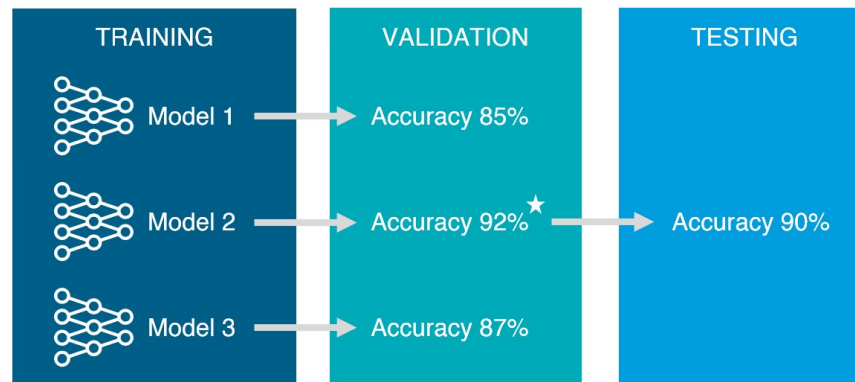 TRAINING
VALIDATION
TESTING
Model 1
Accuracy 85%
Model 2
Accuracy 92%
Accuracy 90%
Model 3
Accuracy 87%